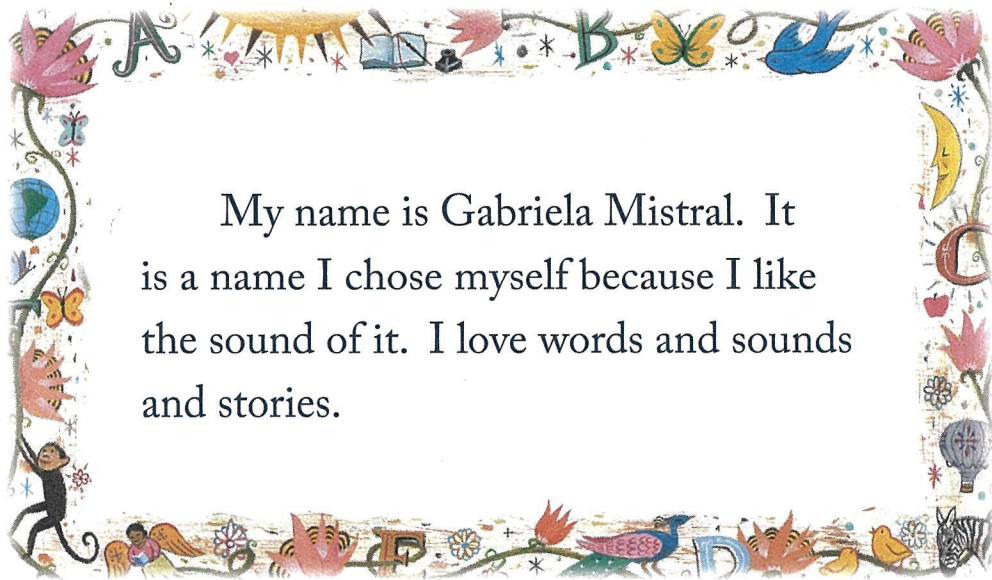 A
B
My name is Gabriela Mistral.  It
is a name I chose myself because I like
the sound of it.  I love words and sounds
and stories.
C
E
D